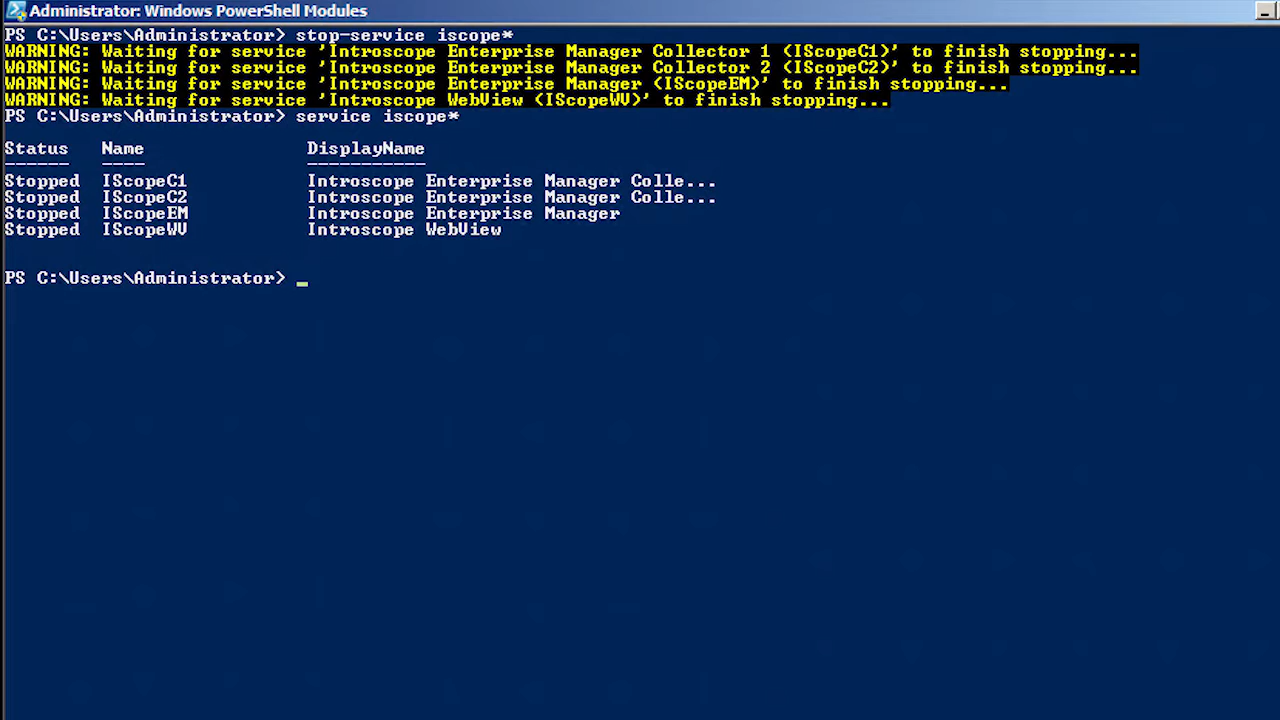 Administrator: Windows PowerShell Modules
PS C:\Users\Administrator> stop-service iscope*
WARNING: Waiting for service 'Introscope Enterprise Manager Collector 1 (IScopeC1)' to finish stopping...
WARNING: Waiting for service 'Introscope Enterprise Manager Collector 2 (IScopeC2)' to finish stopping...
WARNING: Waiting for service 'Introscope Enterprise Manager (IScopeEM)' to finish stopping...
WARNING: Waiting for service 'Introscope WebView (IScopeWV)' to finish stopping...
PS C:\Users\Administrator> service iscope*
Status   Name               DisplayName
------   ----               -----------
Stopped  IScopeC1           Introscope Enterprise Manager Colle...
Stopped  IScopeC2           Introscope Enterprise Manager Colle...
Stopped  IScopeEM           Introscope Enterprise Manager
Stopped  IScopeWV           Introscope WebView
PS C:\Users\Administrator> _